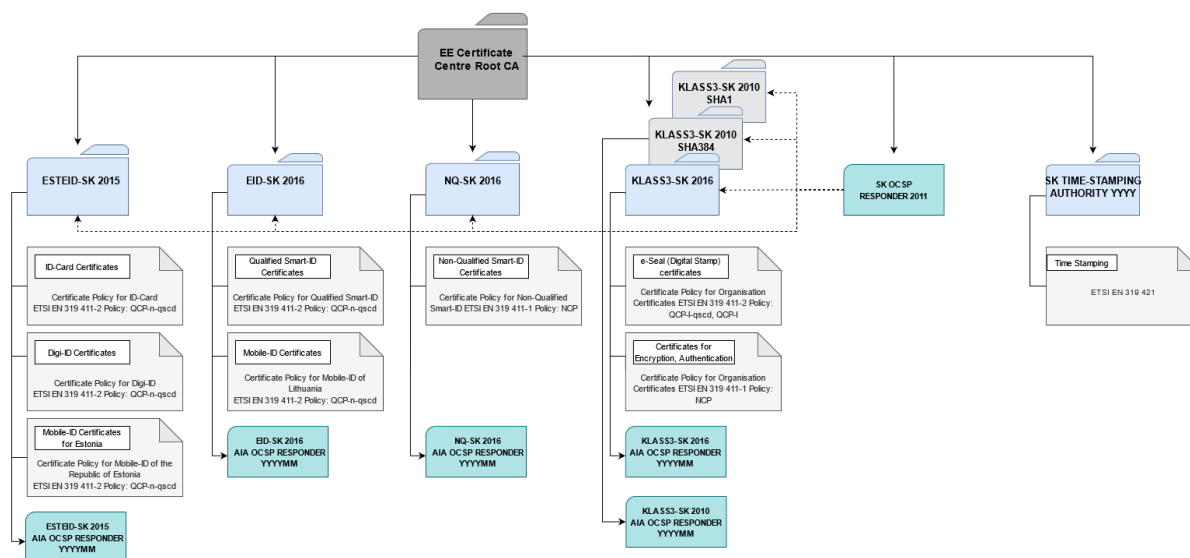 EE Certificate
Centre Root CA
KLASS3-SK 2010
SHA1
KLASS3-SK 2010
SHA384
ESTEID-SK 2015
EID-SK 2016
NQ-SK 2016
KLASS3-SK 2016
SK OCSP
RESPONDER 2011
SK TIME-STAMPING
AUTHORITY YYYY
ID-Card Certificates
Certificate Policy for ID-Card
ETSI EN 319 411-2 Policy: QCP-n-qscd
Digi-ID Certificates
Certificate Policy for Digi-ID
ETSI EN 319 411-2 Policy: QCP-n-qscd
Mobile-ID Certificates
for Estonia
Certificate Policy for Mobile-ID of the
Republic of Estonia
ETSI EN 319 411-2 Policy: QCP-n-qscd
ESTEID-SK 2015
AIA OCSP RESPONDER
YYYYMM
Qualified Smart-ID
Certificates
Certificate Policy for Qualified Smart-ID
ETSI EN 319 411-2 Policy: QCP-n-qscd
Mobile-ID Certificates
Certificate Policy for Mobile-ID of
Lithuania
ETSI EN 319 411-2 Policy: QCP-n-qscd
EID-SK 2016
AIA OCSP RESPONDER
YYYYMM
Non-Qualified Smart-ID
Certificates
Certificate Policy for Non-Qualified
Smart-ID ETSI EN 319 411-1 Policy: NCP
NQ-SK 2016
AIA OCSP RESPONDER
YYYYMM
e-Seal (Digital Stamp)
certificates
Certificate Policy for Organisation
Certificates ETSI EN 319 411-2 Policy:
QCP-l-qscd, QCP-l
Certificates for
Encryption, Authentication
Certificate Policy for Organisation
Certificates ETSI EN 319 411-1 Policy:
NCP
KLASS3-SK 2016
AIA OCSP RESPONDER
YYYYMM
KLASS3-SK 2010
AIA OCSP RESPONDER
YYYYMM
Time Stamping
ETSI EN 319 421